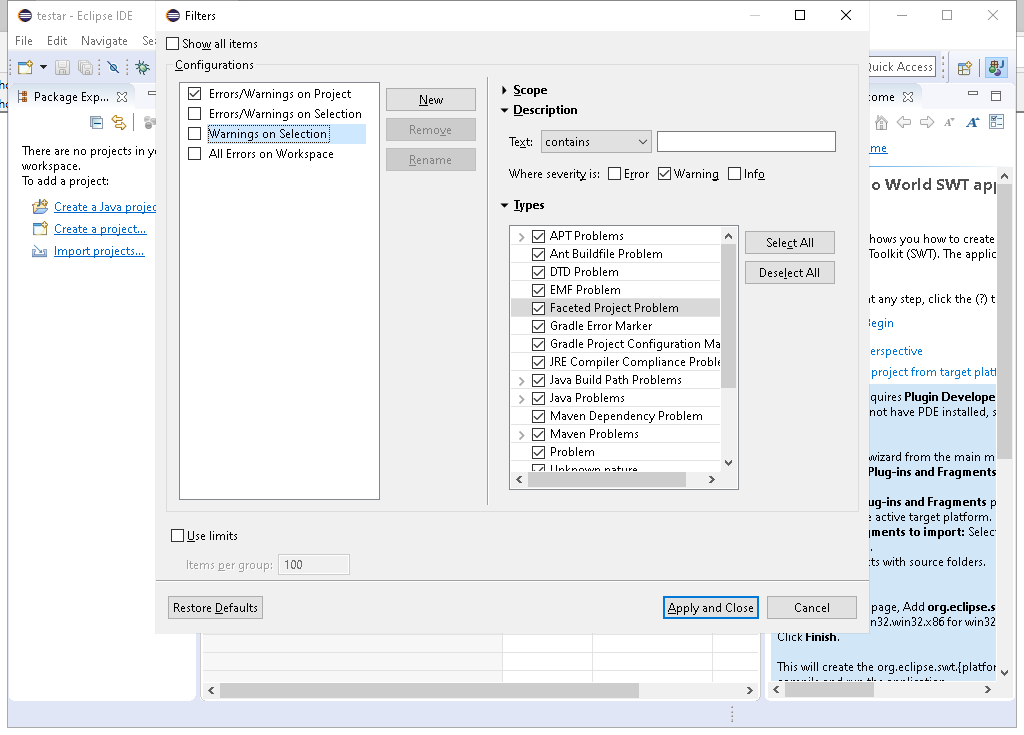 testar - Eclipse IDE
File Edit Navigate
Package Exp...
There are no projects in
workspace.
To add a project:
Create a Java
Create a project...
Import projects...
Filters
Show all items
Configurations
Errors/Warnings on Project
Errors/Warnings on Selection
Warnings on Selection
All Errors on Workspace
New
Remove
Rename
Scope
Description
Text: contains
Where severity is: Error Warning Info
Types
APT Problems
Ant Buildfile Problem
DTD Problem
EMF Problem
Faceted Project Problem
Gradle Error Marker
Gradle Project Configuration Ma
JRE Compiler Compliance Proble
Java Build Path Problems
Java Problems
Maven Dependency Problem
Maven Problems
Problem
Unknown nature
Select All
Deselect All
Use limits
Items per group: 100
Restore Defaults
Apply and Close
Cancel
Quick Access
ome
me
o World SWT app
hows you how to create
Toolkit (SWT). The applic
t any step, click the (?) t
Begin
erspective
project from target platf
quires Plugin Develope
not have PDE installed, s
wizard from the main m
Plug-ins and Fragments
ug-ins and Fragments p
e active target platform.
gments to import: Selec
cts with source folders.
page, Add org.eclipse.s
n32.win32.x86 for win32
Click Finish.
This will create the org.eclipse.swt.{platfor
compile and run the application.